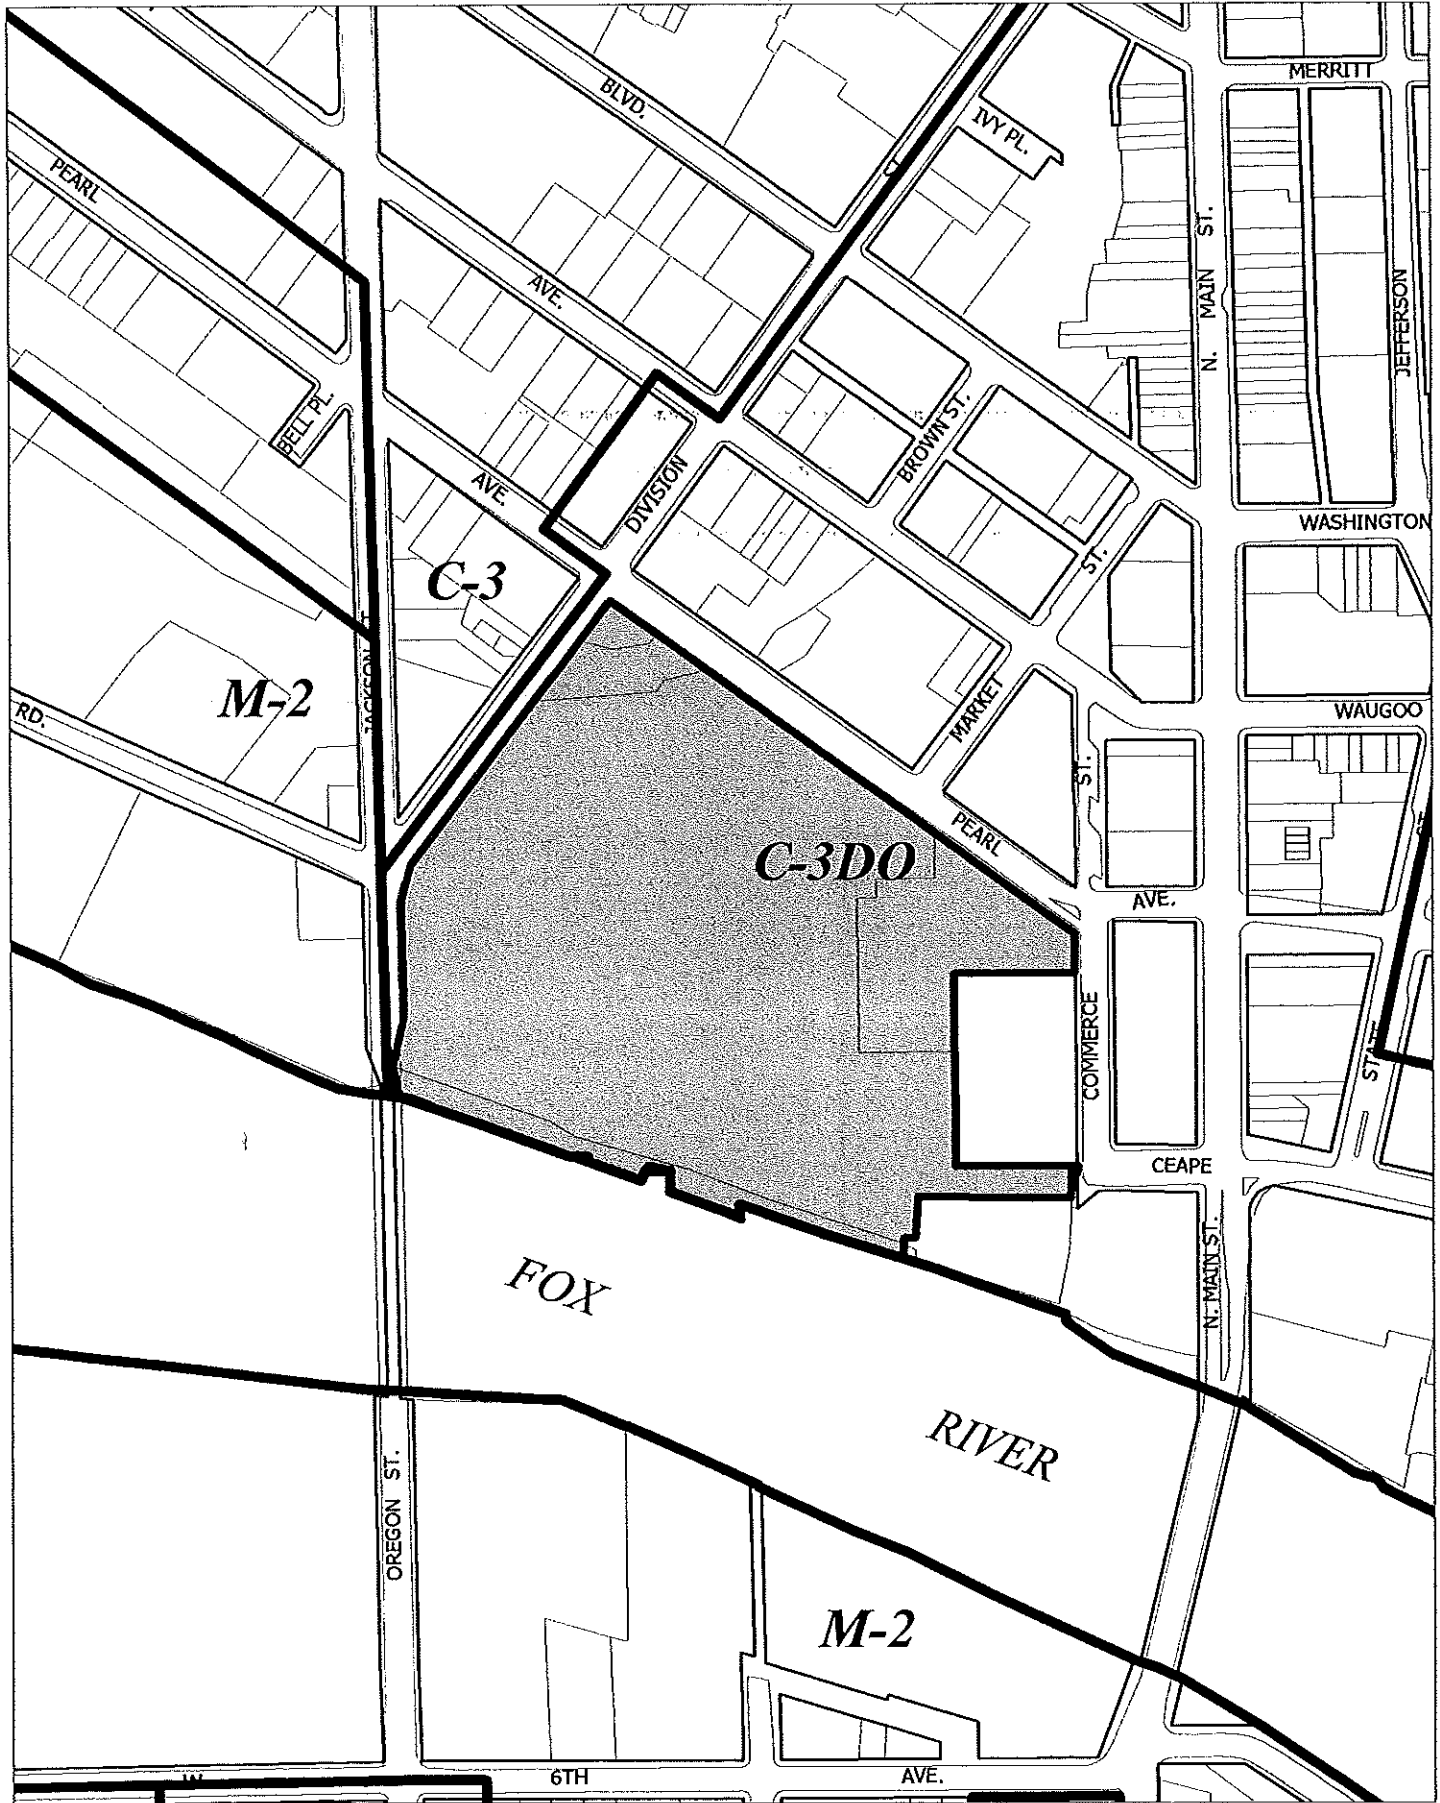 MERRITT
BLVD.
IVY PL.
PEARL
N. MAIN ST.
JEFFERSON
AVE.
BELL PL.
BROWN ST.
AVE.
DIVISION
WASHINGTON
ST.
C-3
JACKSON
M-2
MARKET
RD.
WAUGOO
ST.
PEARL
C-3DO
AVE.
COMMERCE
STATE
CEAPE
N. MAIN ST.
FOX
RIVER
OREGON ST.
M-2
W
6TH
AVE.